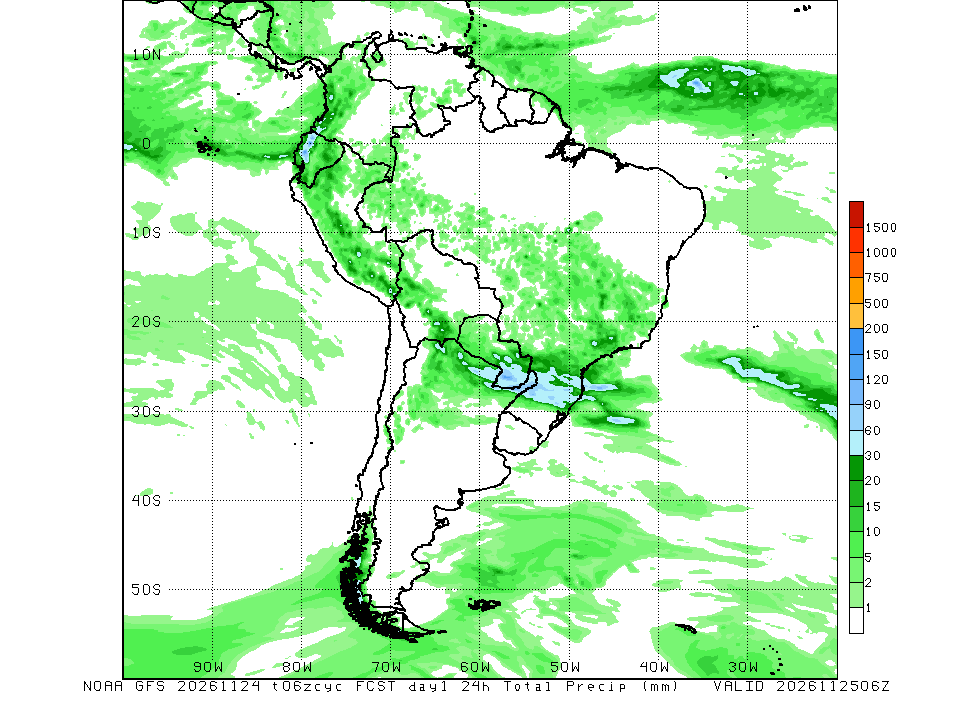 10N
0
10S
20S
30S
40S
50S
90W 80W 70W 60W 50W 40W 30W
1500
1000
750
500
200
150
120
90
60
30
20
15
10
5
2
1
NOAA GFS 20261124 t06zcyc FCST day1 24h Total Precip (mm) VALID 2026112506Z